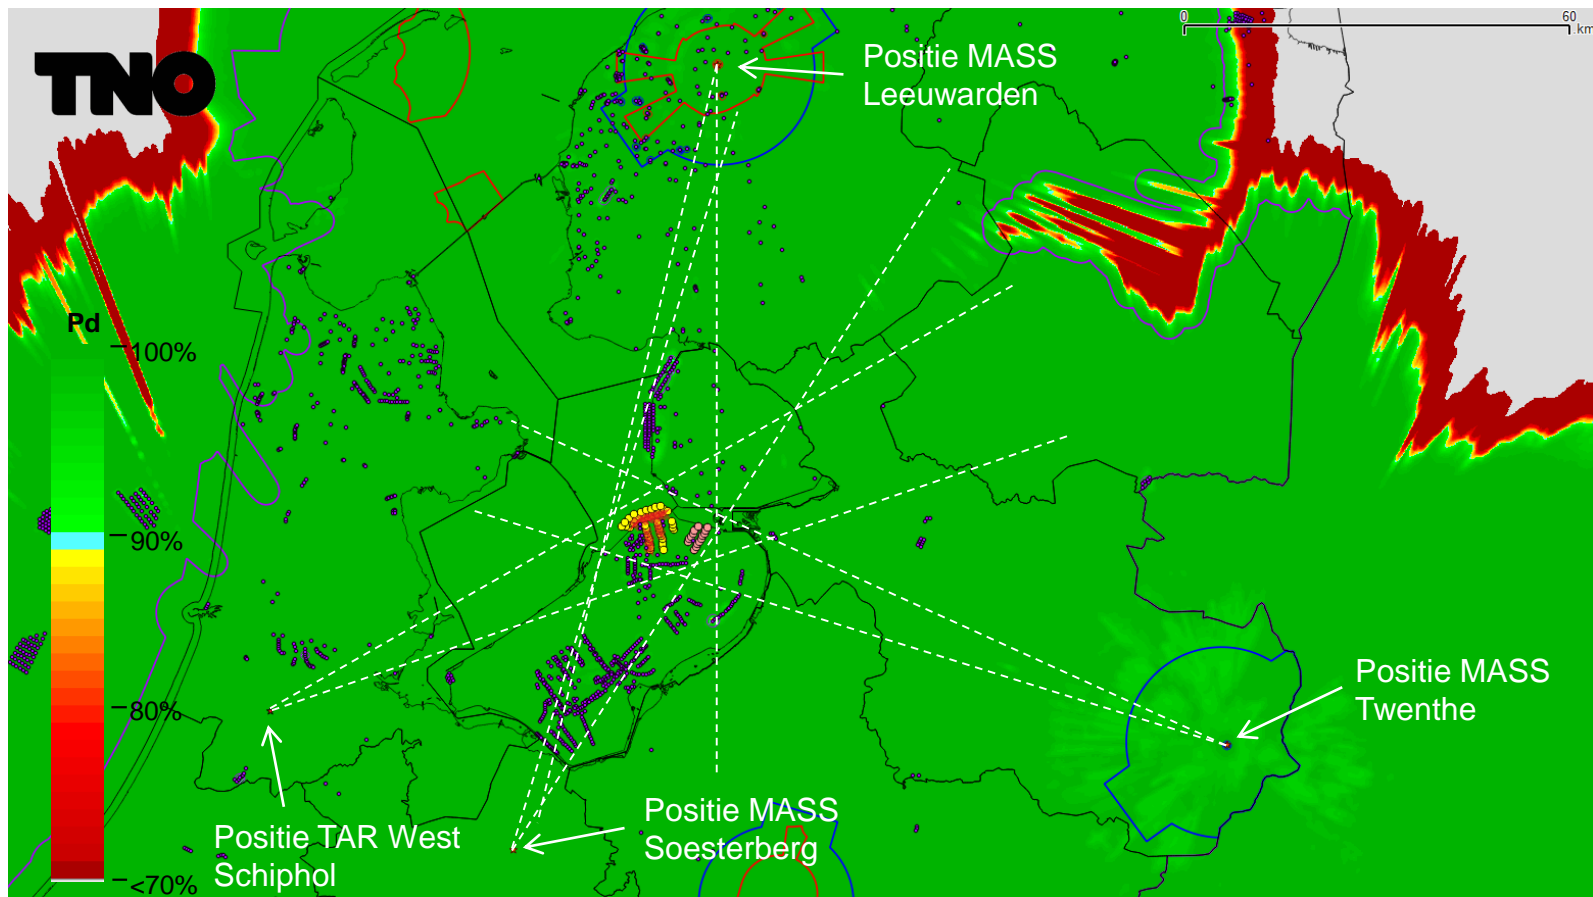 TNO
0
60
km
Positie MASS
Leeuwarden
Pd
100%
90%
80%
<70%
Positie MASS
Twenthe
Positie MASS
Soesterberg
Positie TAR West
Schiphol